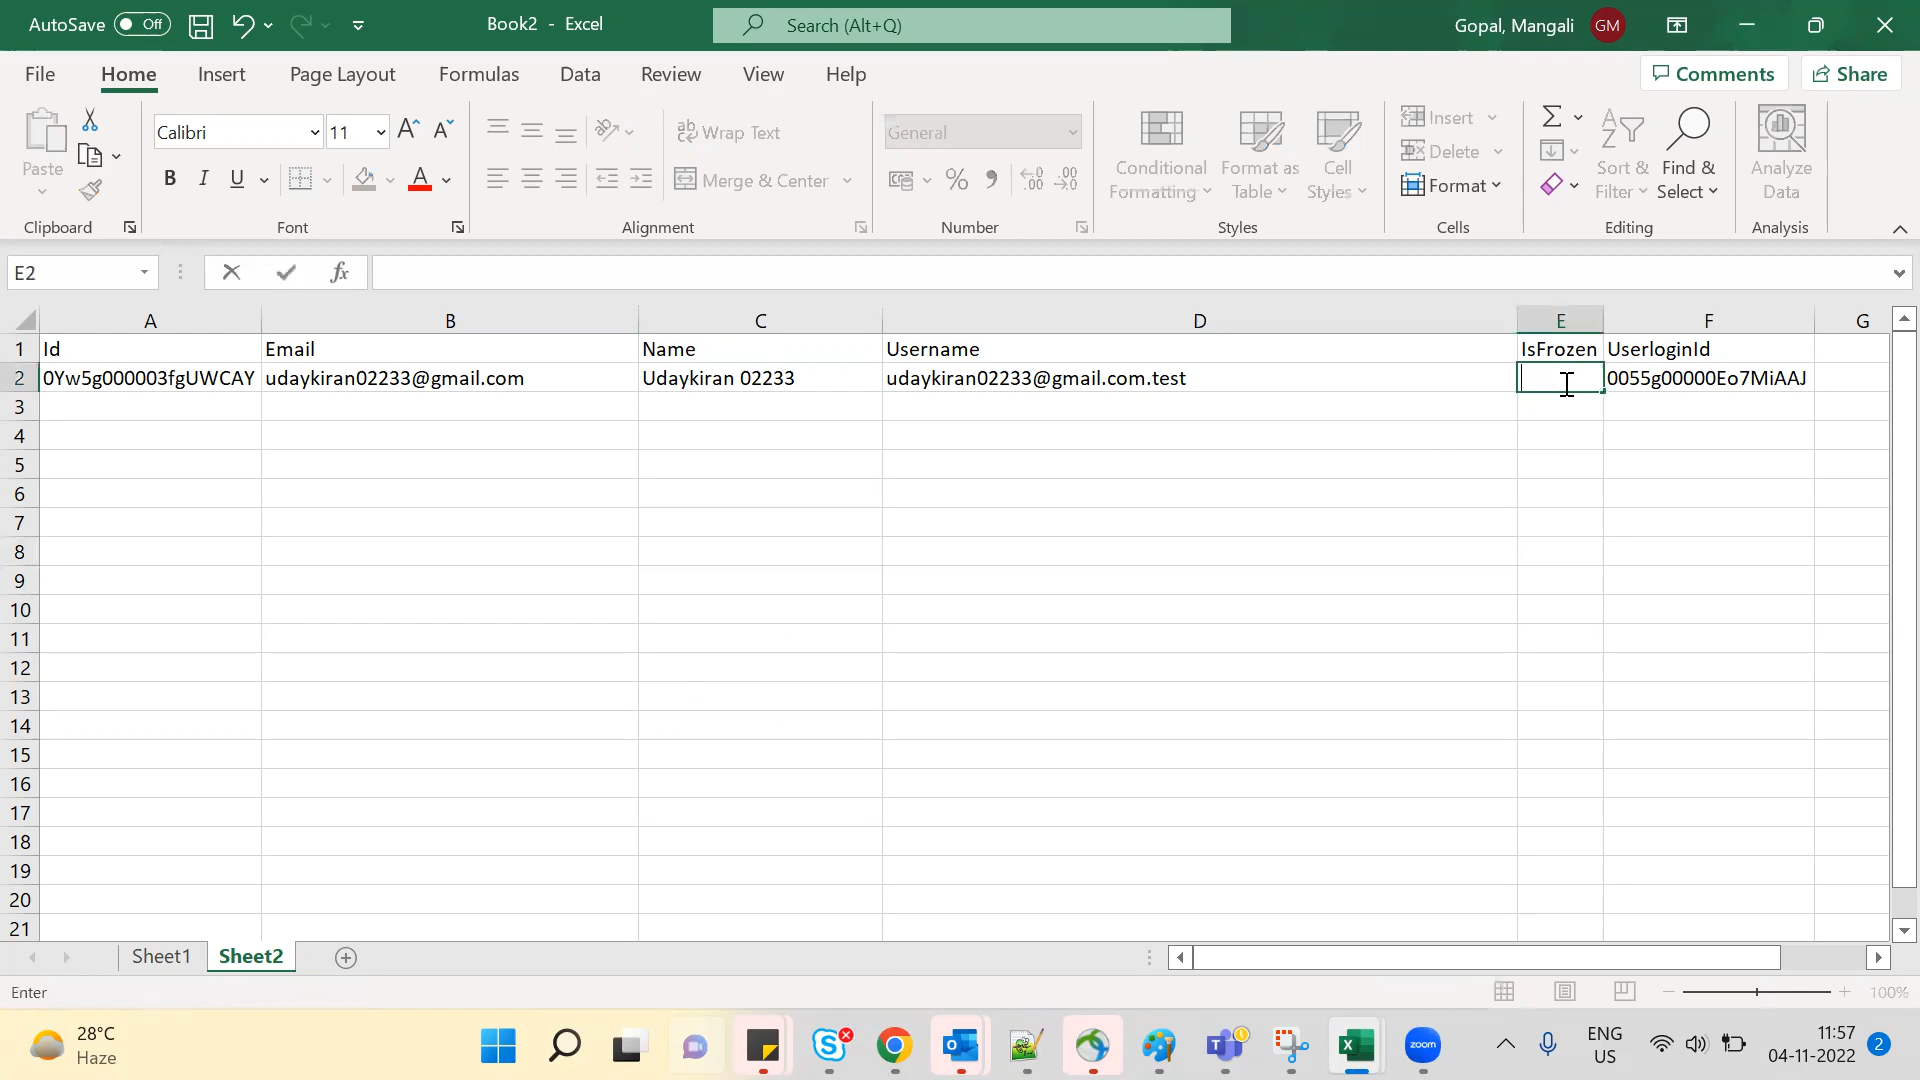 AutoSave Off Book2 - Excel Search (Alt+Q) Gopal, Mangali GM
File Home Insert Page Layout Formulas Data Review View Help Comments Share
Calibri 11 Wrap Text General Insert
Paste Conditional Formatting Format as Table Cell Styles Delete Sort & Filter Find & Select Analyze Data
B I U A Merge & Center % Format
Clipboard Font Alignment Number Styles Cells Editing Analysis
E2 fx
A B C D E F G
1 Id Email Name Username IsFrozen UserloginId
2 0Yw5g000003fgUWCAY udaykiran02233@gmail.com Udaykiran 02233 udaykiran02233@gmail.com.test 0055g00000Eo7MiAAJ
3
4
5
6
7
8
9
10
11
12
13
14
15
16
17
18
19
20
21
Sheet1 Sheet2
Enter 100%
28°C ENG 11:57
Haze zoom US 04-11-2022 2